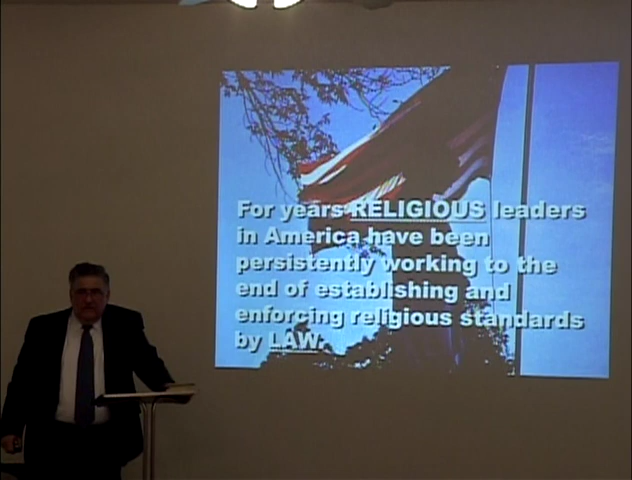 For years RELIGIOUS leaders
in America have been
persistently working to the
end of establishing and
enforcing religious standards
by LAW.